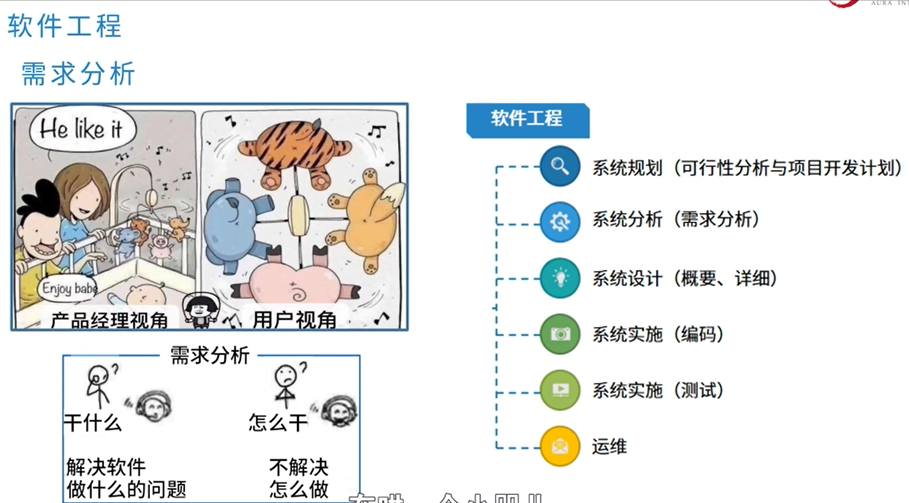 软件工程
需求分析
He like it
Enjoy babe
产品经理视角
用户视角
需求分析
干什么
怎么干
解决软件
做什么的问题
不解决
怎么做
软件工程
系统规划（可行性分析与项目开发计划）
系统分析（需求分析）
系统设计（概要、详细）
系统实施（编码）
系统实施（测试）
运维